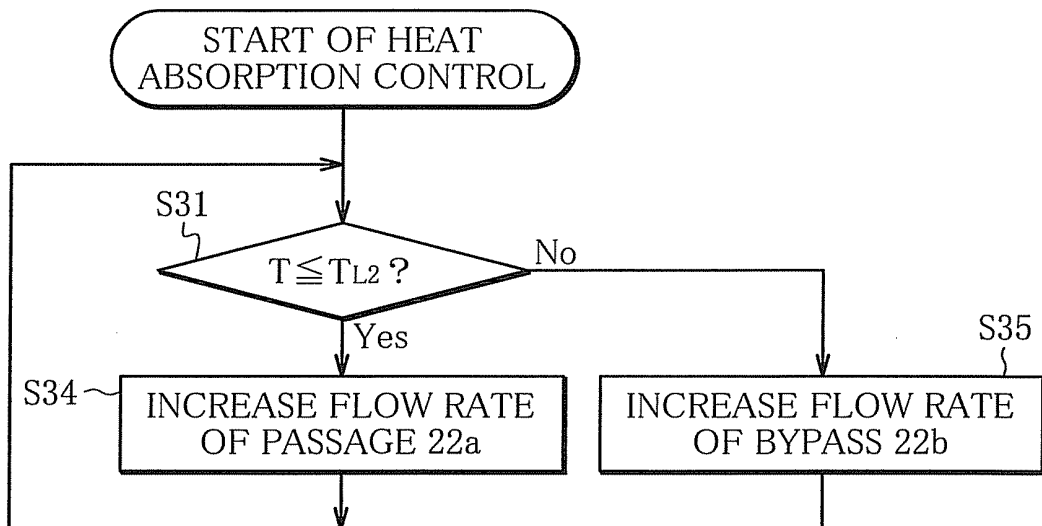 START OF HEAT
ABSORPTION CONTROL
S31
T≦TL2?
No
Yes
S34
INCREASE FLOW RATE
OF PASSAGE 22a
S35
INCREASE FLOW RATE
OF BYPASS 22b